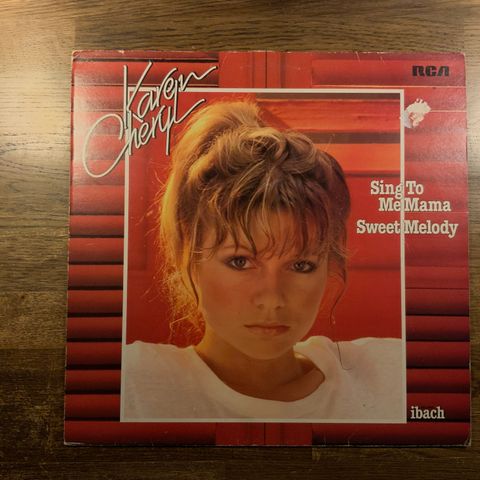 Karen
Cheryl
RCA
Sing To
Me Mama
Sweet Melody
ibach